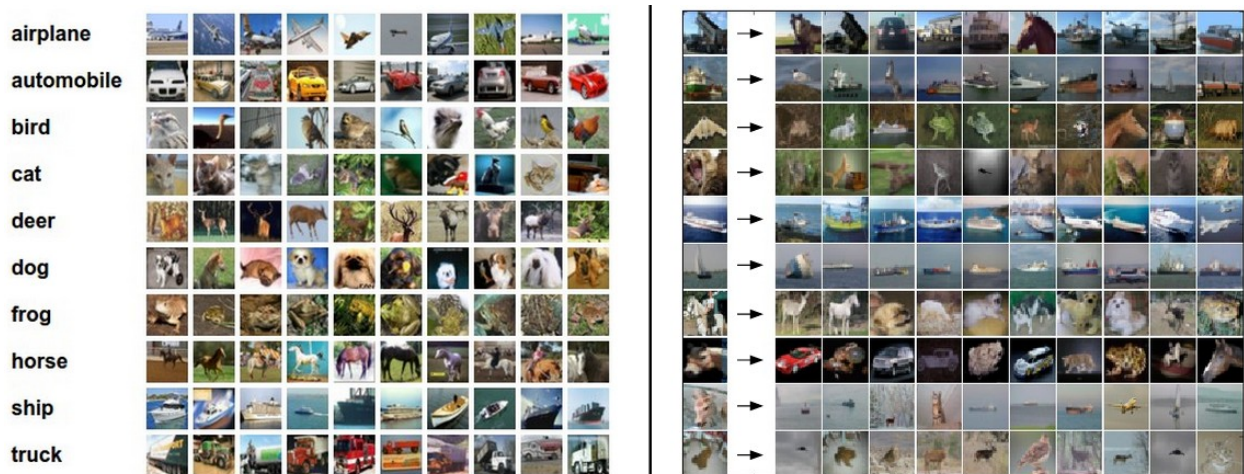 airplane
automobile
bird
cat
deer
dog
frog
horse
ship
truck